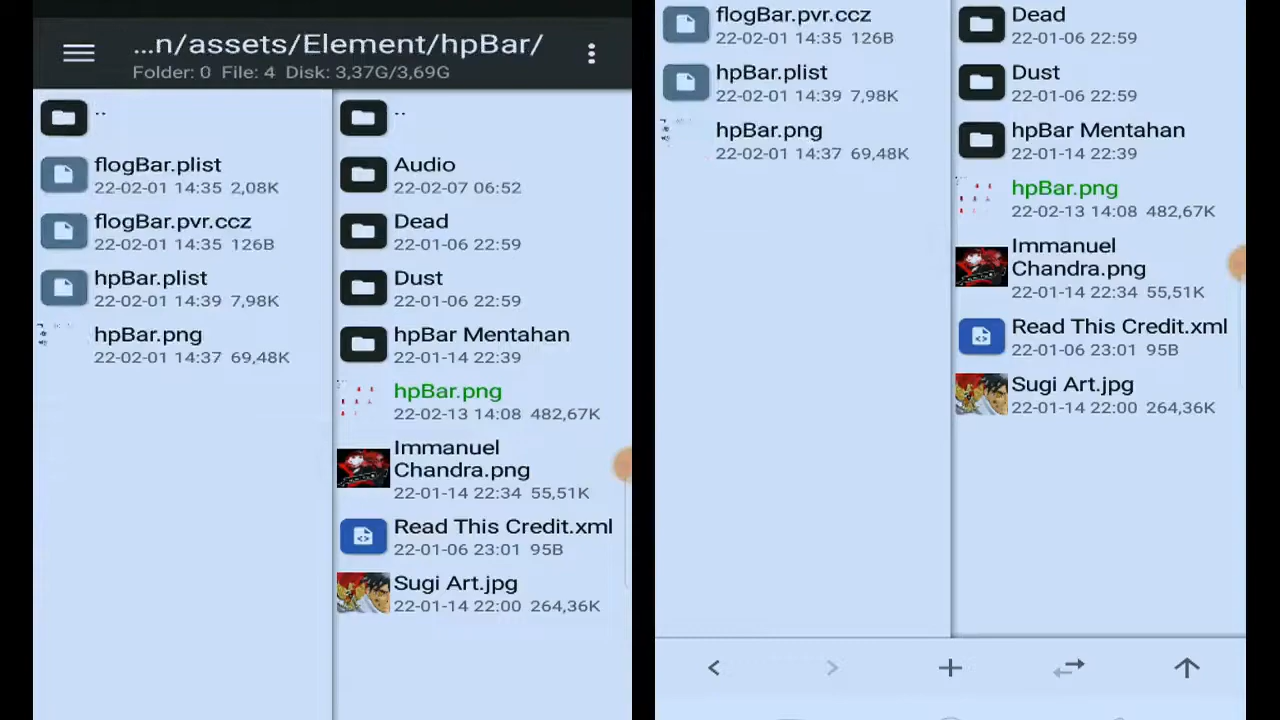 ...n/assets/Element/hpBar/
Folder: 0 File: 4 Disk: 3,37G/3,69G
..
flogBar.plist
22-02-01 14:35 2,08K
flogBar.pvr.ccz
22-02-01 14:35 126B
hpBar.plist
22-02-01 14:39 7,98K
hpBar.png
22-02-01 14:37 69,48K
..
Audio
22-02-07 06:52
Dead
22-01-06 22:59
Dust
22-01-06 22:59
hpBar Mentahan
22-01-14 22:39
hpBar.png
22-02-13 14:08 482,67K
Immanuel
Chandra.png
22-01-14 22:34 55,51K
Read This Credit.xml
22-01-06 23:01 95B
Sugi Art.jpg
22-01-14 22:00 264,36K
flogBar.pvr.ccz
22-02-01 14:35 126B
hpBar.plist
22-02-01 14:39 7,98K
hpBar.png
22-02-01 14:37 69,48K
Dead
22-01-06 22:59
Dust
22-01-06 22:59
hpBar Mentahan
22-01-14 22:39
hpBar.png
22-02-13 14:08 482,67K
Immanuel
Chandra.png
22-01-14 22:34 55,51K
Read This Credit.xml
22-01-06 23:01 95B
Sugi Art.jpg
22-01-14 22:00 264,36K